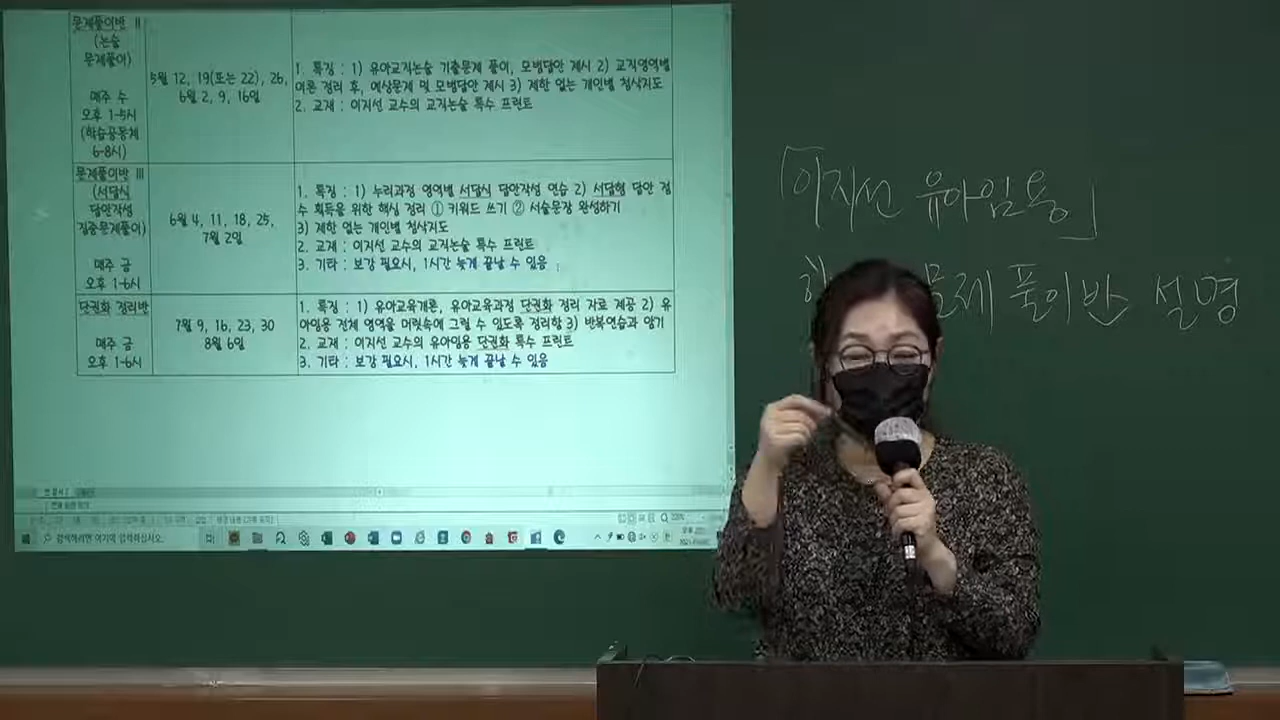 문제풀이반 Ⅱ
(논술
문제풀이)
매주 수
오후 1-5시
(학습공동체
6-8시)
5월 12, 19(또는 22), 26,
6월 2, 9, 16일
1. 특징 : 1) 유아교직논술 기출문제 풀이, 모범답안 제시 2) 교직영역별
이론 정리 후, 예상문제 및 모범답안 제시 3) 제한 없는 개인별 첨삭지도
2. 교재 : 이지선 교수의 교직논술 특수 프린트
문제풀이반 Ⅲ
(서답식
답안작성
집중문제풀이)
매주 금
오후 1-6시
6월 4, 11, 18, 25,
7월 2일
1. 특징 : 1) 누리과정 영역별 서답식 답안작성 연습 2) 서답형 답안 점
수 획득을 위한 핵심 정리 ① 키워드 쓰기 ② 서술문장 완성하기
3) 제한 없는 개인별 첨삭지도
2. 교재 : 이지선 교수의 교직논술 특수 프린트
3. 기타 : 보강 필요시, 1시간 늦게 끝날 수 있음
단권화 정리반
매주 금
오후 1-6시
7월 9, 16, 23, 30
8월 6일
1. 특징 : 1) 유아교육개론, 유아교육과정 단권화 정리 자료 제공 2) 유
아임용 전체 영역을 머릿속에 그릴 수 있도록 정리함 3) 반복연습과 암기
2. 교재 : 이지선 교수의 유아임용 단권화 특수 프린트
3. 기타 : 보강 필요시, 1시간 늦게 끝날 수 있음
검색하려면 여기에 입력하십시오.
「이지선 유아임용」
문제풀이반 설명